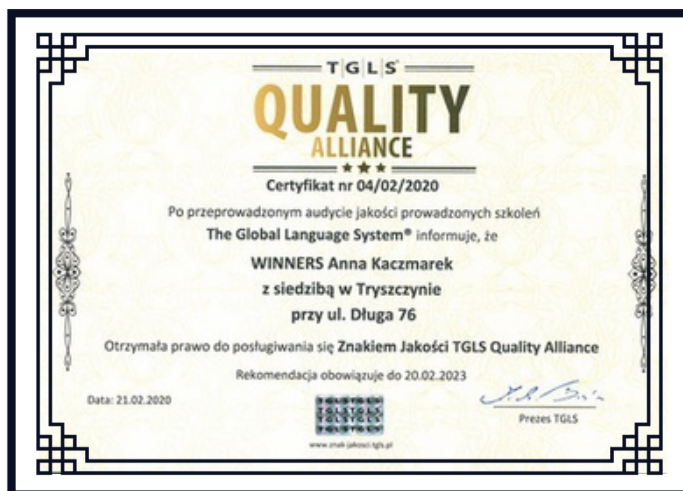 TGLS
QUALITY
ALLIANCE
Certyfikat nr 04/02/2020
Po przeprowadzonym audycie jakości prowadzonych szkoleń
The Global Language System® informuje, że
WINNERS Anna Kaczmarek
z siedzibą w Tryszczynie
przy ul. Długa 76
Otrzymała prawo do posługiwania się Znakiem Jakości TGLS Quality Alliance
Rekomendacja obowiązuje do 20.02.2023
Data: 21.02.2020
Prezes TGLS
www.znak-jakosci.tgls.pl